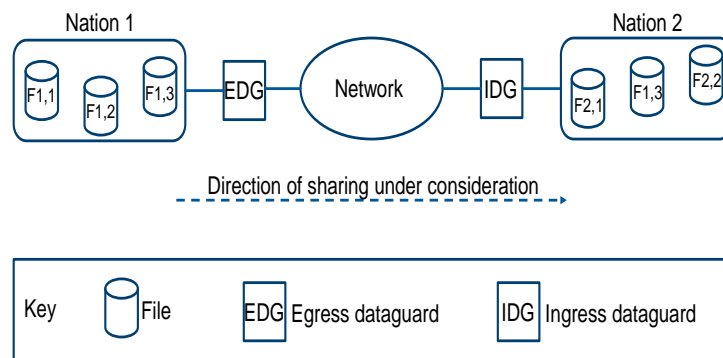 Nation 1
Nation 2
F1,1
F1,2
F1,3
EDG
Network
IDG
F2,1
F1,3
F2,2
Direction of sharing under consideration
Key
File
EDG Egress dataguard
IDG Ingress dataguard